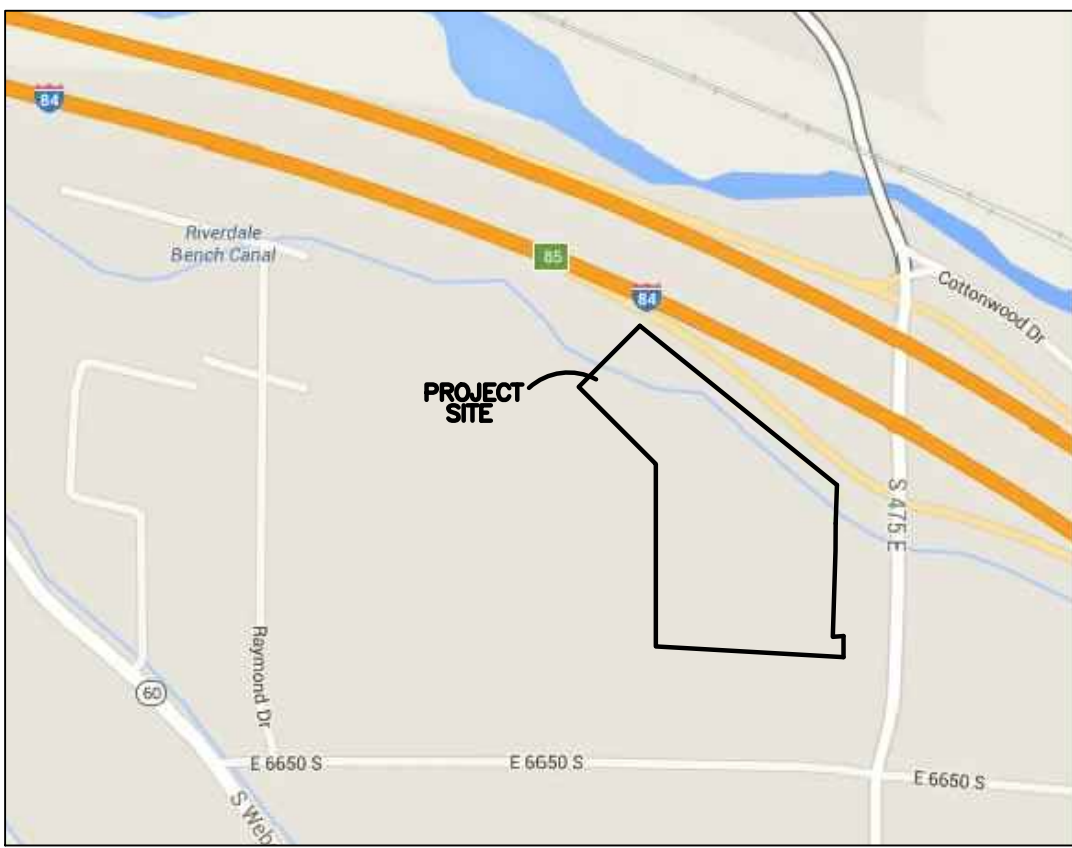 84
Riverdale
Bench Canal
85
84
Cottonwood Dr
PROJECT
SITE
S 475 E
Raymond Dr
60
E 6650 S
E 6650 S
E 6650 S
S Web